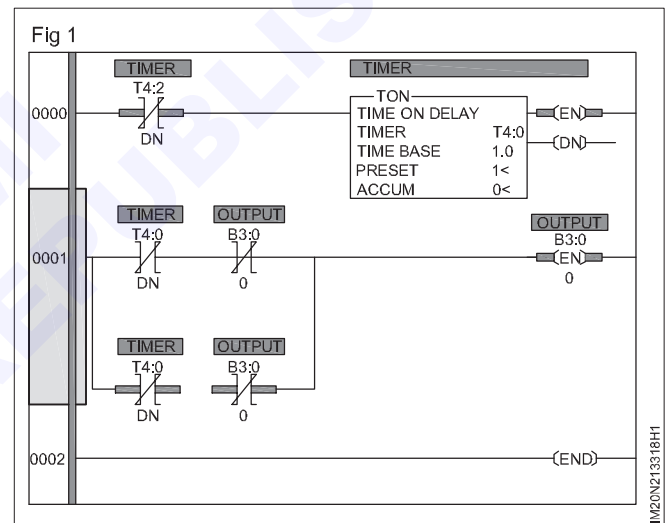 Fig 1
TIMER
T4:2
DN
TIMER
0000
TON
TIME ON DELAY
TIMER T4:0
TIME BASE 1.0
PRESET 1<
ACCUM 0<
(EN)
(DN)
0001
TIMER
T4:0
DN
OUTPUT
B3:0
0
OUTPUT
B3:0
(EN)
0
TIMER
T4:0
DN
OUTPUT
B3:0
0
0002
(END)
IM20N213318H1